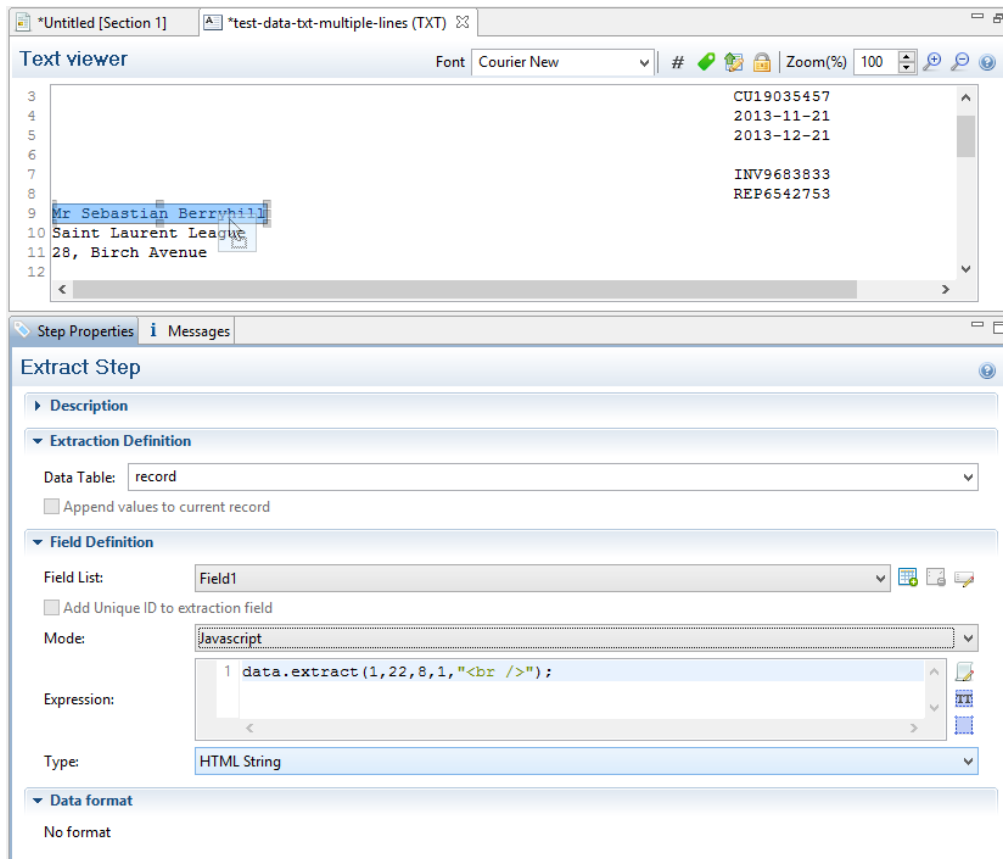 *Untitled [Section 1] *test-data-txt-multiple-lines (TXT)
Text viewer Font Courier New # Zoom(%) 100
3 CU19035457
4 2013-11-21
5 2013-12-21
6
7 INV9683833
8 REP6542753
9 Mr Sebastian Berryhill
10 Saint Laurent League
11 28, Birch Avenue
12
Step Properties i Messages
Extract Step
Description
Extraction Definition
Data Table: record
Append values to current record
Field Definition
Field List: Field1
Add Unique ID to extraction field
Mode: Javascript
Expression: 1 data.extract(1,22,8,1,"<br />");
TT
Type: HTML String
Data format
No format